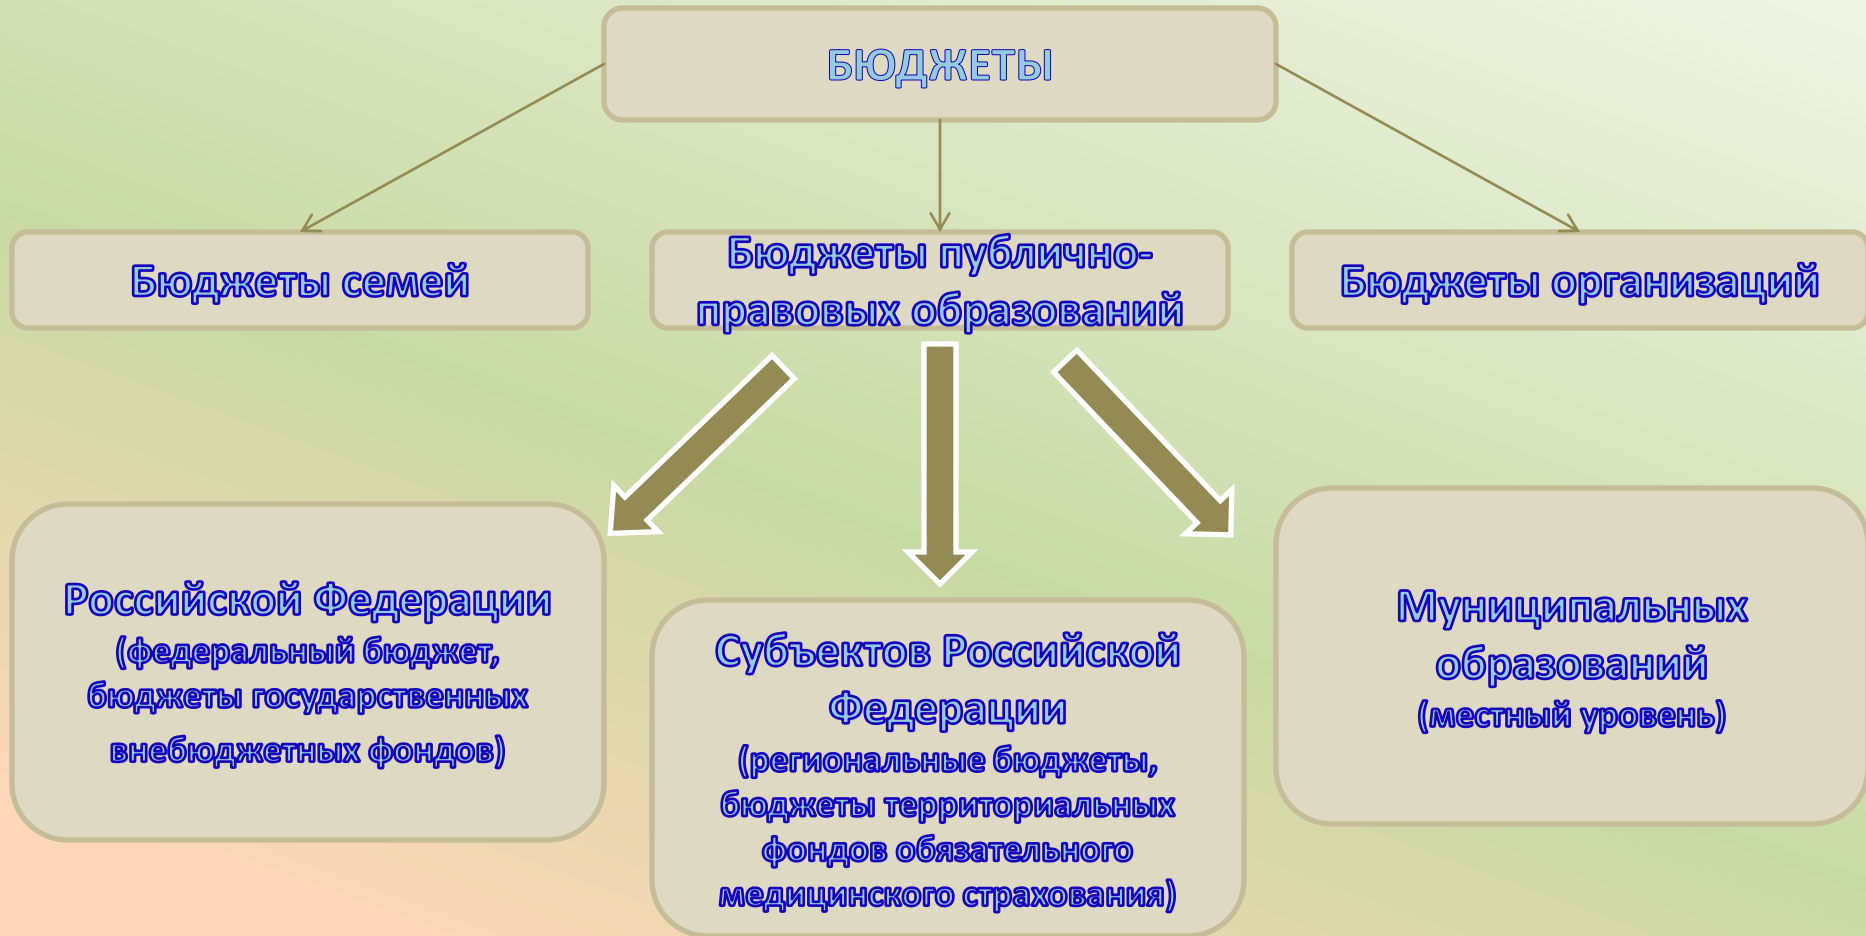 БЮДЖЕТЫ
Бюджеты семей
Бюджеты публично-
правовых образований
Бюджеты организаций
Российской Федерации
(федеральный бюджет,
бюджеты государственных
внебюджетных фондов)
Субъектов Российской
Федерации
(региональные бюджеты,
бюджеты территориальных
фондов обязательного
медицинского страхования)
Муниципальных
образований
(местный уровень)